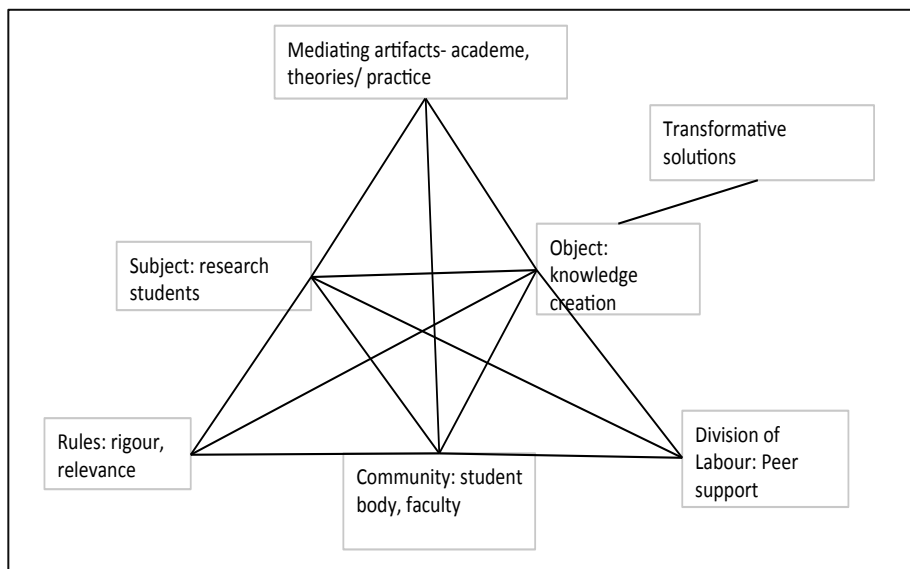 Mediating artifacts- academe,
theories/ practice
Transformative
solutions
Subject: research
students
Object:
knowledge
creation
Rules: rigour,
relevance
Community: student
body, faculty
Division of
Labour: Peer
support